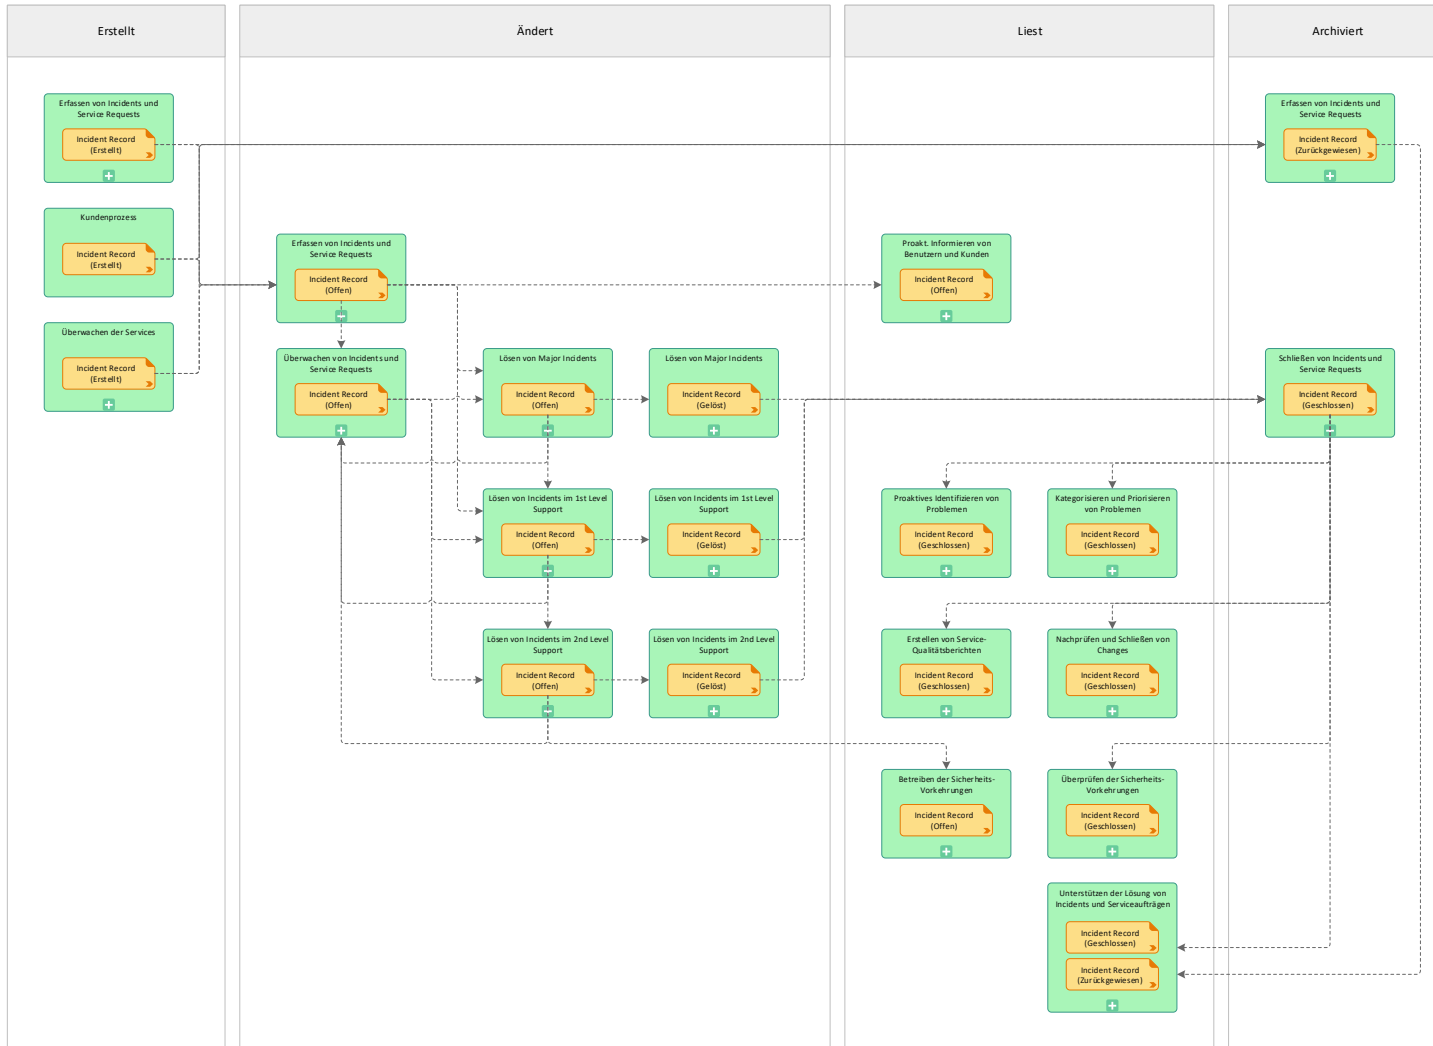 Erstellt
Ändert
Liest
Archiviert
Erfassen von Incidents und
Service Requests
Incident Record
(Erstellt)
Erfassen von Incidents und
Service Requests
Incident Record
(Zurückgewiesen)
Kundenprozess
Incident Record
(Erstellt)
Erfassen von Incidents und
Service Requests
Incident Record
(Offen)
Proakt. Informieren von
Benutzern und Kunden
Incident Record
(Offen)
Überwachen der Services
Incident Record
(Erstellt)
Überwachen von Incidents und
Service Requests
Incident Record
(Offen)
Lösen von Major Incidents
Incident Record
(Offen)
Lösen von Major Incidents
Incident Record
(Gelöst)
Schließen von Incidents und
Service Requests
Incident Record
(Geschlossen)
Lösen von Incidents im 1st Level
Support
Incident Record
(Offen)
Lösen von Incidents im 1st Level
Support
Incident Record
(Gelöst)
Proaktives Identifizieren von
Problemen
Incident Record
(Geschlossen)
Kategorisieren und Priorisieren
von Problemen
Incident Record
(Geschlossen)
Lösen von Incidents im 2nd Level
Support
Incident Record
(Offen)
Lösen von Incidents im 2nd Level
Support
Incident Record
(Gelöst)
Erstellen von Service-
Qualitätsberichten
Incident Record
(Geschlossen)
Nachprüfen und Schließen von
Changes
Incident Record
(Geschlossen)
Betreiben der Sicherheits-
Vorkehrungen
Incident Record
(Offen)
Überprüfen der Sicherheits-
Vorkehrungen
Incident Record
(Geschlossen)
Unterstützen der Lösung von
Incidents und Serviceaufträgen
Incident Record
(Geschlossen)
Incident Record
(Zurückgewiesen)